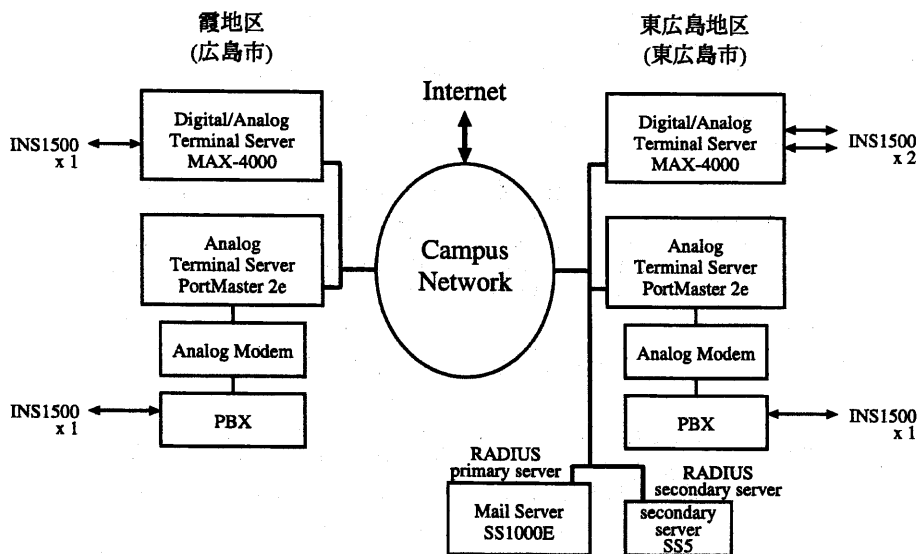 霞地区
(広島市)
東広島地区
(東広島市)
Internet
Digital/Analog
Terminal Server
MAX-4000
INS1500
x 1
Digital/Analog
Terminal Server
MAX-4000
INS1500
x 2
Campus
Network
Analog
Terminal Server
PortMaster 2e
Analog
Terminal Server
PortMaster 2e
Analog Modem
Analog Modem
INS1500
x 1
PBX
PBX
INS1500
x 1
RADIUS
primary server
RADIUS
secondary server
Mail Server
SS1000E
secondary
server
SS5